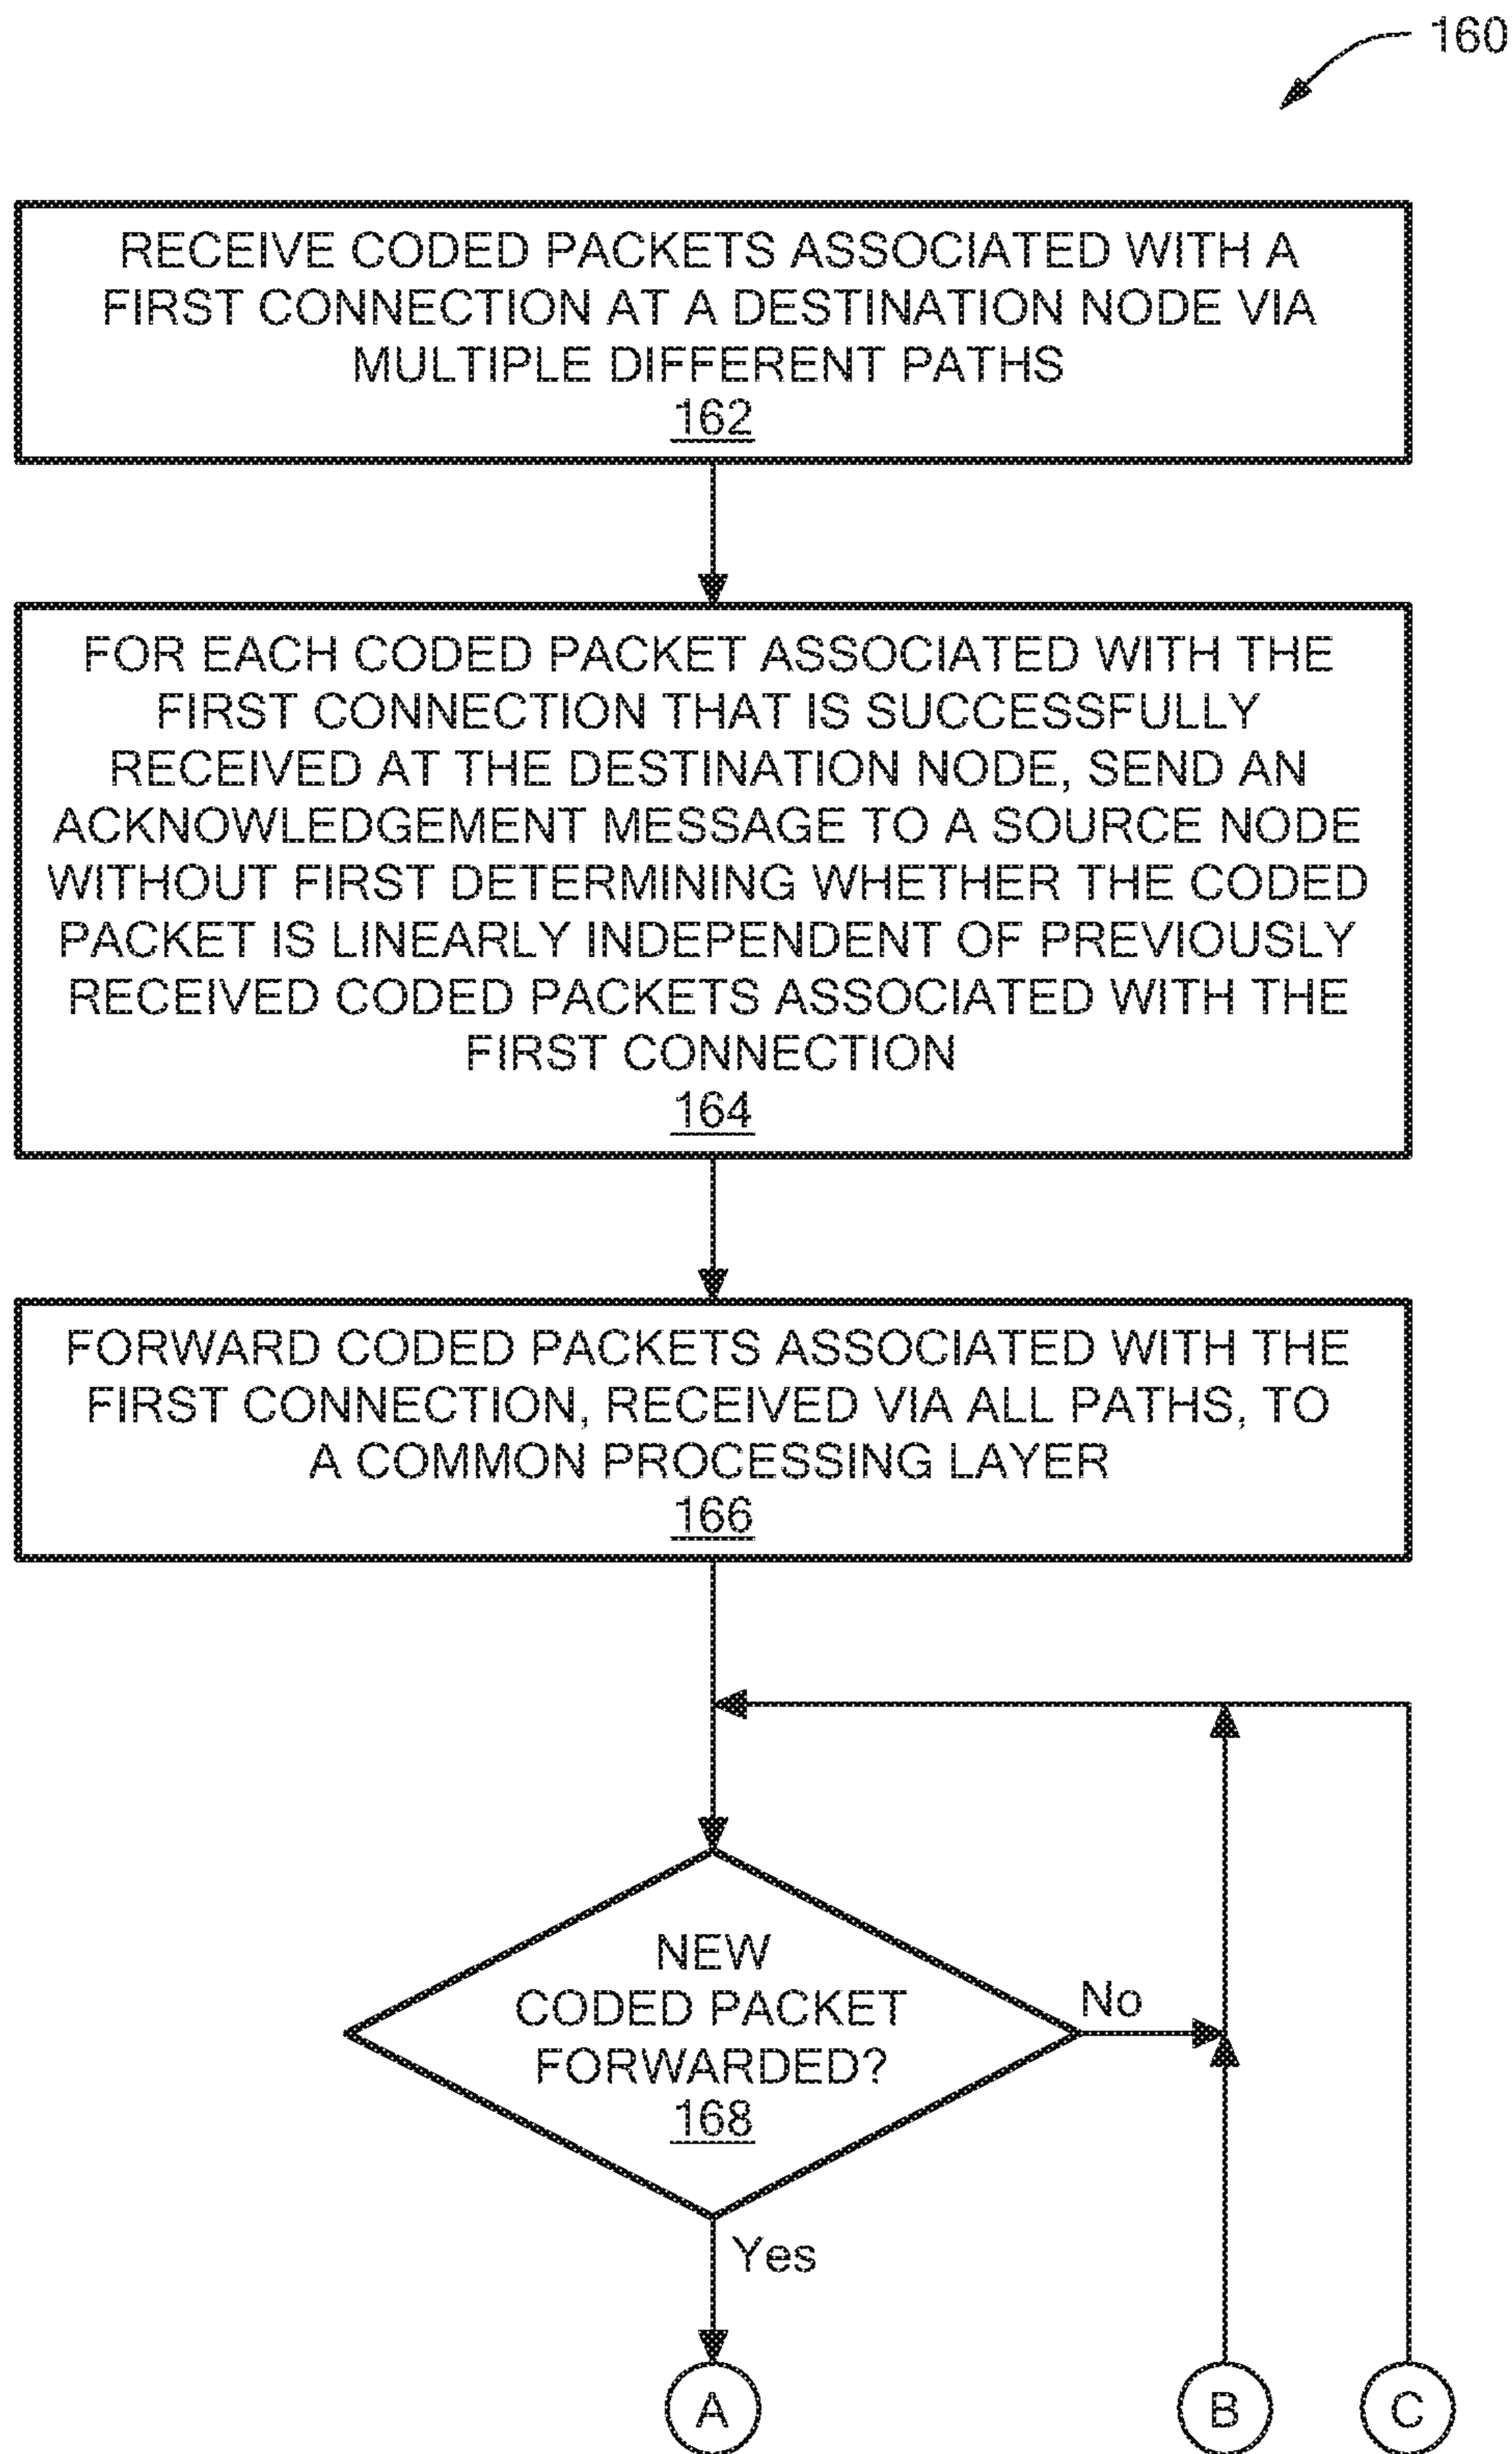 160
RECEIVE CODED PACKETS ASSOCIATED WITH A
FIRST CONNECTION AT A DESTINATION NODE VIA
MULTIPLE DIFFERENT PATHS
162
FOR EACH CODED PACKET ASSOCIATED WITH THE
FIRST CONNECTION THAT IS SUCCESSFULLY
RECEIVED AT THE DESTINATION NODE, SEND AN
ACKNOWLEDGEMENT MESSAGE TO A SOURCE NODE
WITHOUT FIRST DETERMINING WHETHER THE CODED
PACKET IS LINEARLY INDEPENDENT OF PREVIOUSLY
RECEIVED CODED PACKETS ASSOCIATED WITH THE
FIRST CONNECTION
164
FORWARD CODED PACKETS ASSOCIATED WITH THE
FIRST CONNECTION, RECEIVED VIA ALL PATHS, TO
A COMMON PROCESSING LAYER
166
NEW
CODED PACKET
FORWARDED?
168
No
Yes
A
B
C